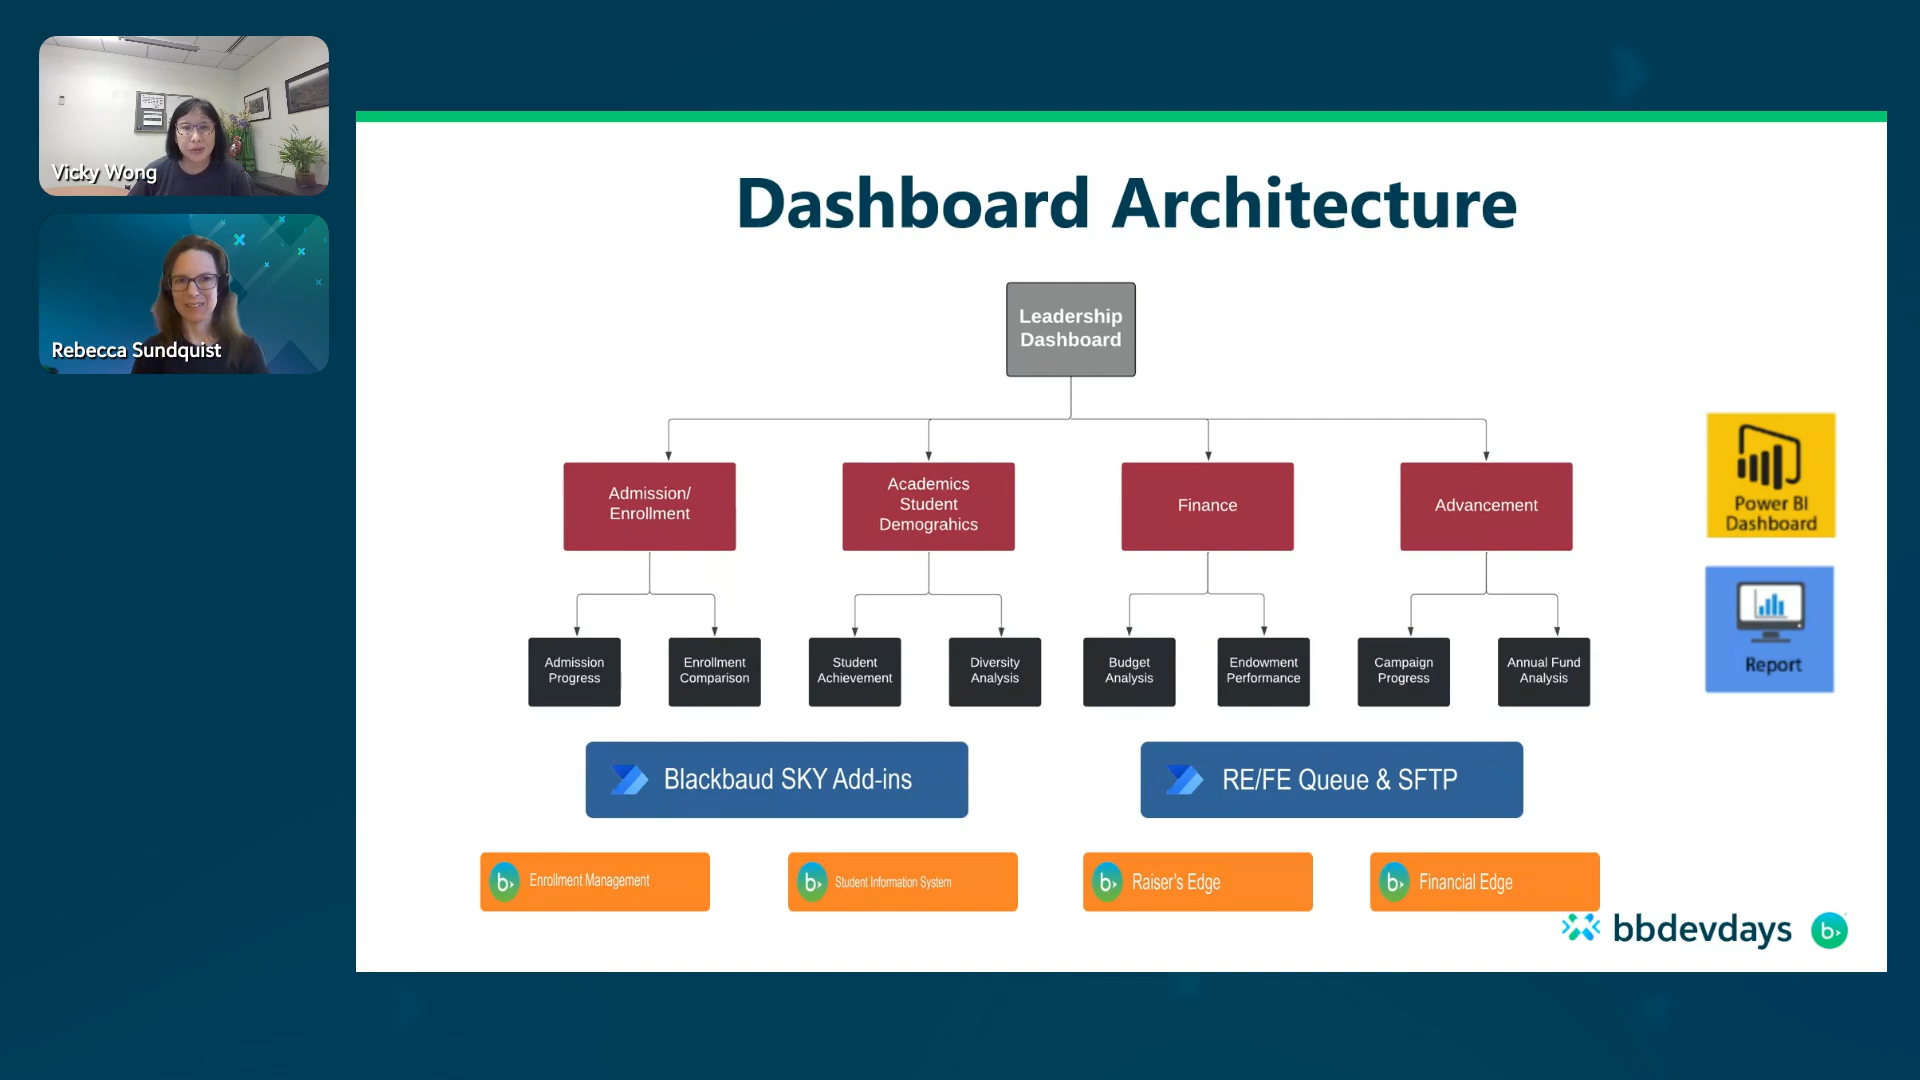 Vicky Wong
Rebecca Sundquist
Dashboard Architecture
Leadership
Dashboard
Admission/
Enrollment
Academics
Student
Demograhics
Finance
Advancement
Power BI
Dashboard
Report
Admission
Progress
Enrollment
Comparison
Student
Achievement
Diversity
Analysis
Budget
Analysis
Endowment
Performance
Campaign
Progress
Annual Fund
Analysis
Blackbaud SKY Add-ins
RE/FE Queue & SFTP
b Enrollment Management
b Student Information System
b Raiser's Edge
b Financial Edge
bbdevdays b